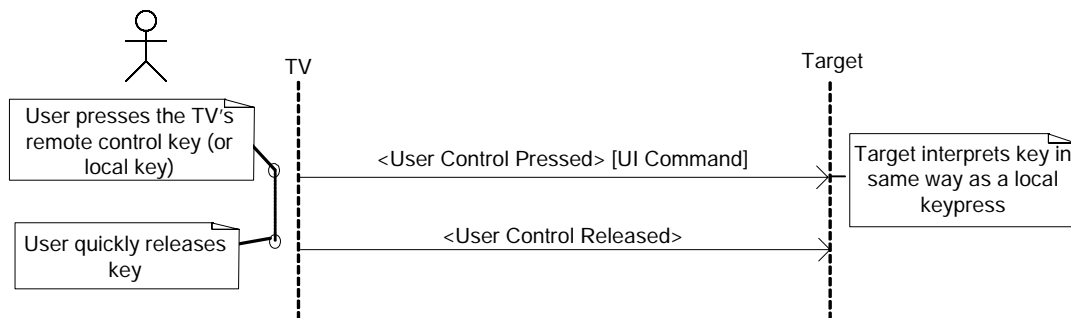 TV
Target
User presses the TV's
remote control key (or
local key)
<User Control Pressed> [UI Command]
Target interprets key in
same way as a local
keypress
User quickly releases
key
<User Control Released>